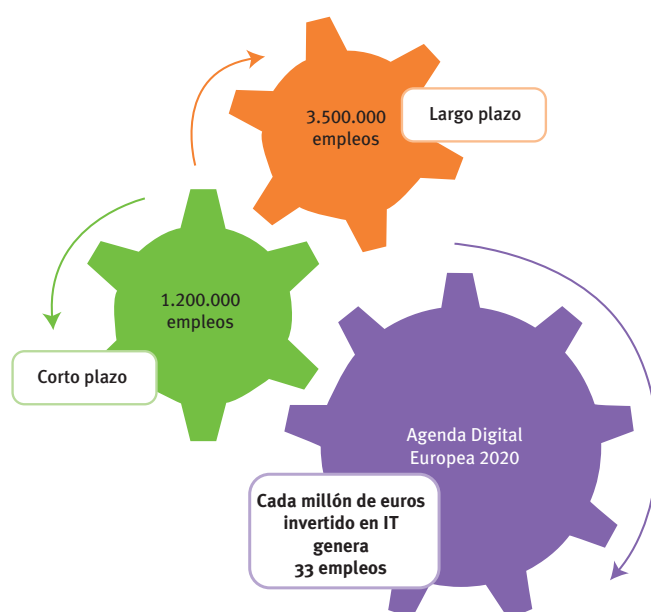 3.500.000
empleos
Largo plazo
1.200.000
empleos
Corto plazo
Agenda Digital
Europea 2020
Cada millón de euros
invertido en IT
genera
33 empleos